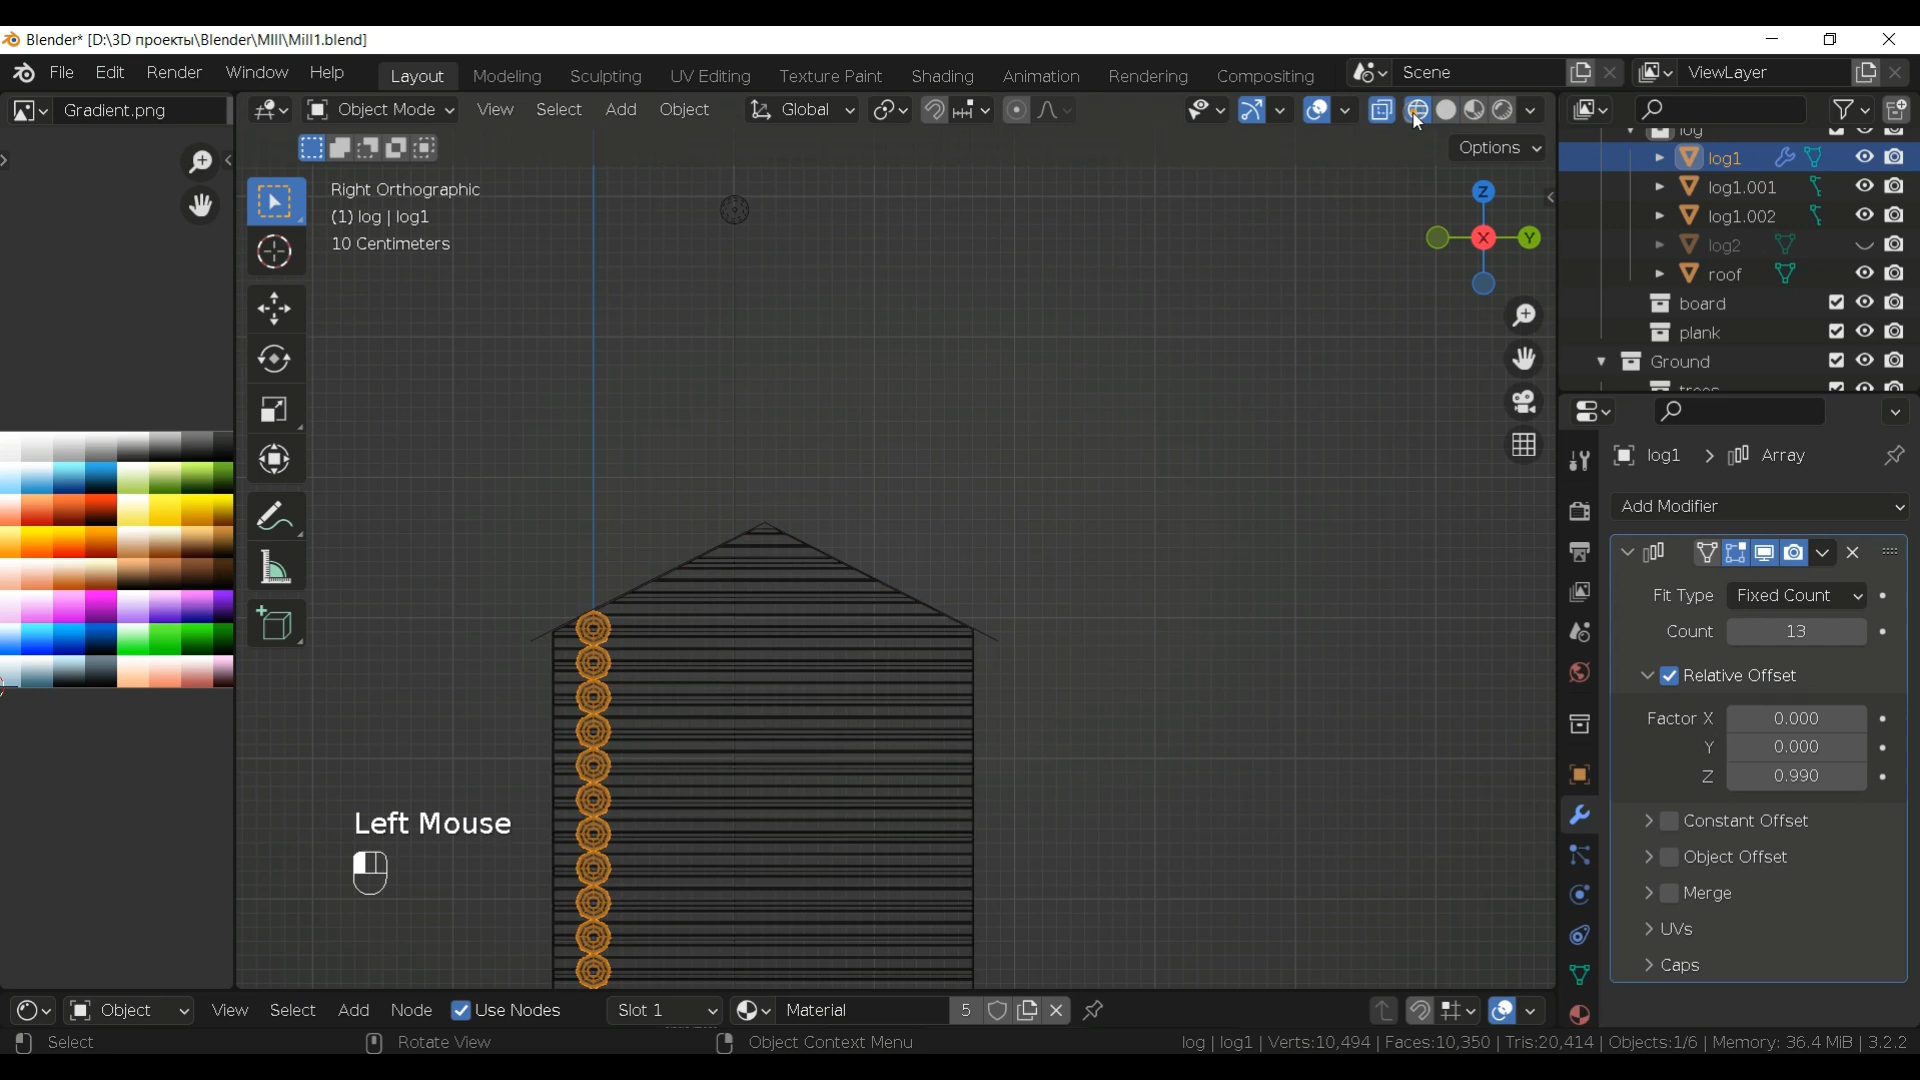 Blender* [D:\3D проекты\Blender\MIll\Mill1.blend]
File Edit Render Window Help Layout Modeling Sculpting UV Editing Texture Paint Shading Animation Rendering Compositing Scene ViewLayer
Gradient.png Object Mode View Select Add Object Global
Options
Right Orthographic
(1) log | log1
10 Centimeters
Z
X
Y
Left Mouse
log
log1
log1.001
log1.002
log2
roof
board
plank
Ground
trees
log1 > Array
Add Modifier
Fit Type Fixed Count
Count 13
Relative Offset
Factor X 0.000
Y 0.000
Z 0.990
Constant Offset
Object Offset
Merge
UVs
Caps
Object View Select Add Node Use Nodes Slot 1 Material 5
Select Rotate View Object Context Menu log | log1 | Verts:10,494 | Faces:10,350 | Tris:20,414 | Objects:1/6 | Memory: 36.4 MiB | 3.2.2